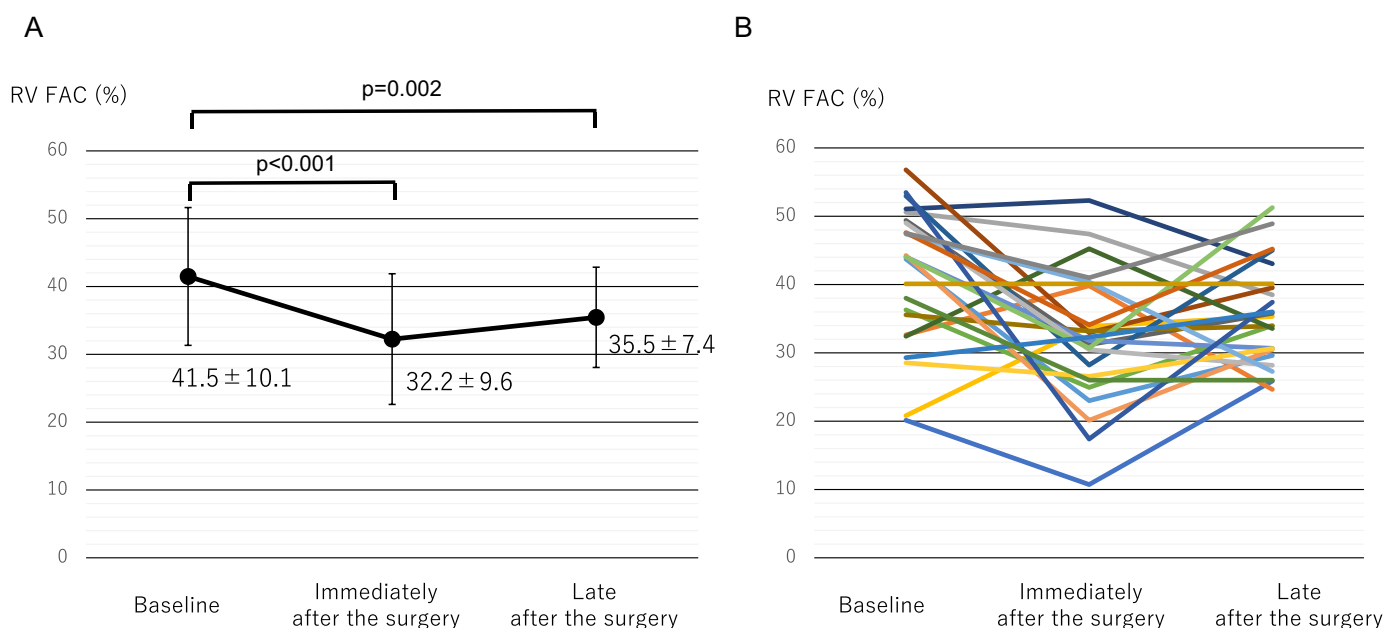 A
RV FAC (%)
p=0.002
p<0.001
60
50
40
30
20
10
0
41.5±10.1
32.2±9.6
35.5±7.4
Baseline
Immediately
after the surgery
Late
after the surgery
B
RV FAC (%)
60
50
40
30
20
10
0
Baseline
Immediately
after the surgery
Late
after the surgery